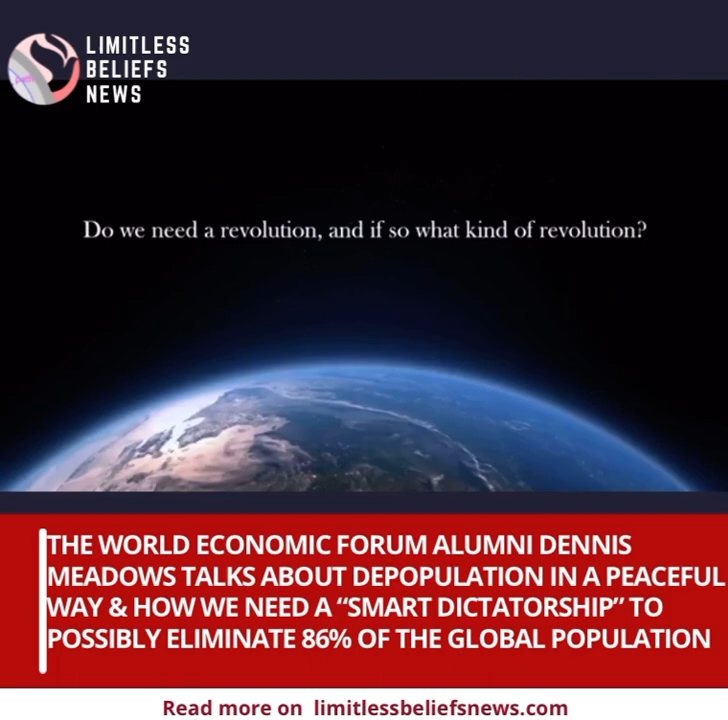 LIMITLESS
BELIEFS
NEWS
Do we need a revolution, and if so what kind of revolution?
THE WORLD ECONOMIC FORUM ALUMNI DENNIS
MEADOWS TALKS ABOUT DEPOPULATION IN A PEACEFUL
WAY & HOW WE NEED A “SMART DICTATORSHIP” TO
POSSIBLY ELIMINATE 86% OF THE GLOBAL POPULATION
Read more on limitlessbeliefsnews.com